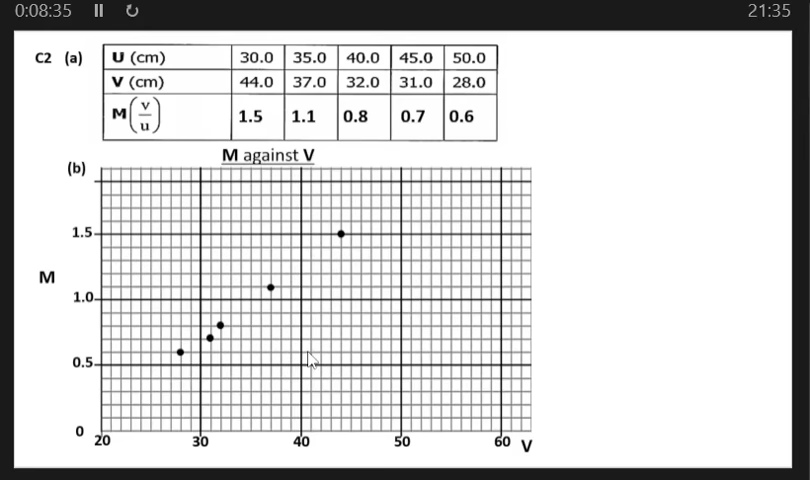 0:08:35 21:35
C2 (a) U (cm) 30.0 35.0 40.0 45.0 50.0
V (cm) 44.0 37.0 32.0 31.0 28.0
M(v/u) 1.5 1.1 0.8 0.7 0.6
M against V
(b)
1.5
M
1.0
0.5
0
20 30 40 50 60 V